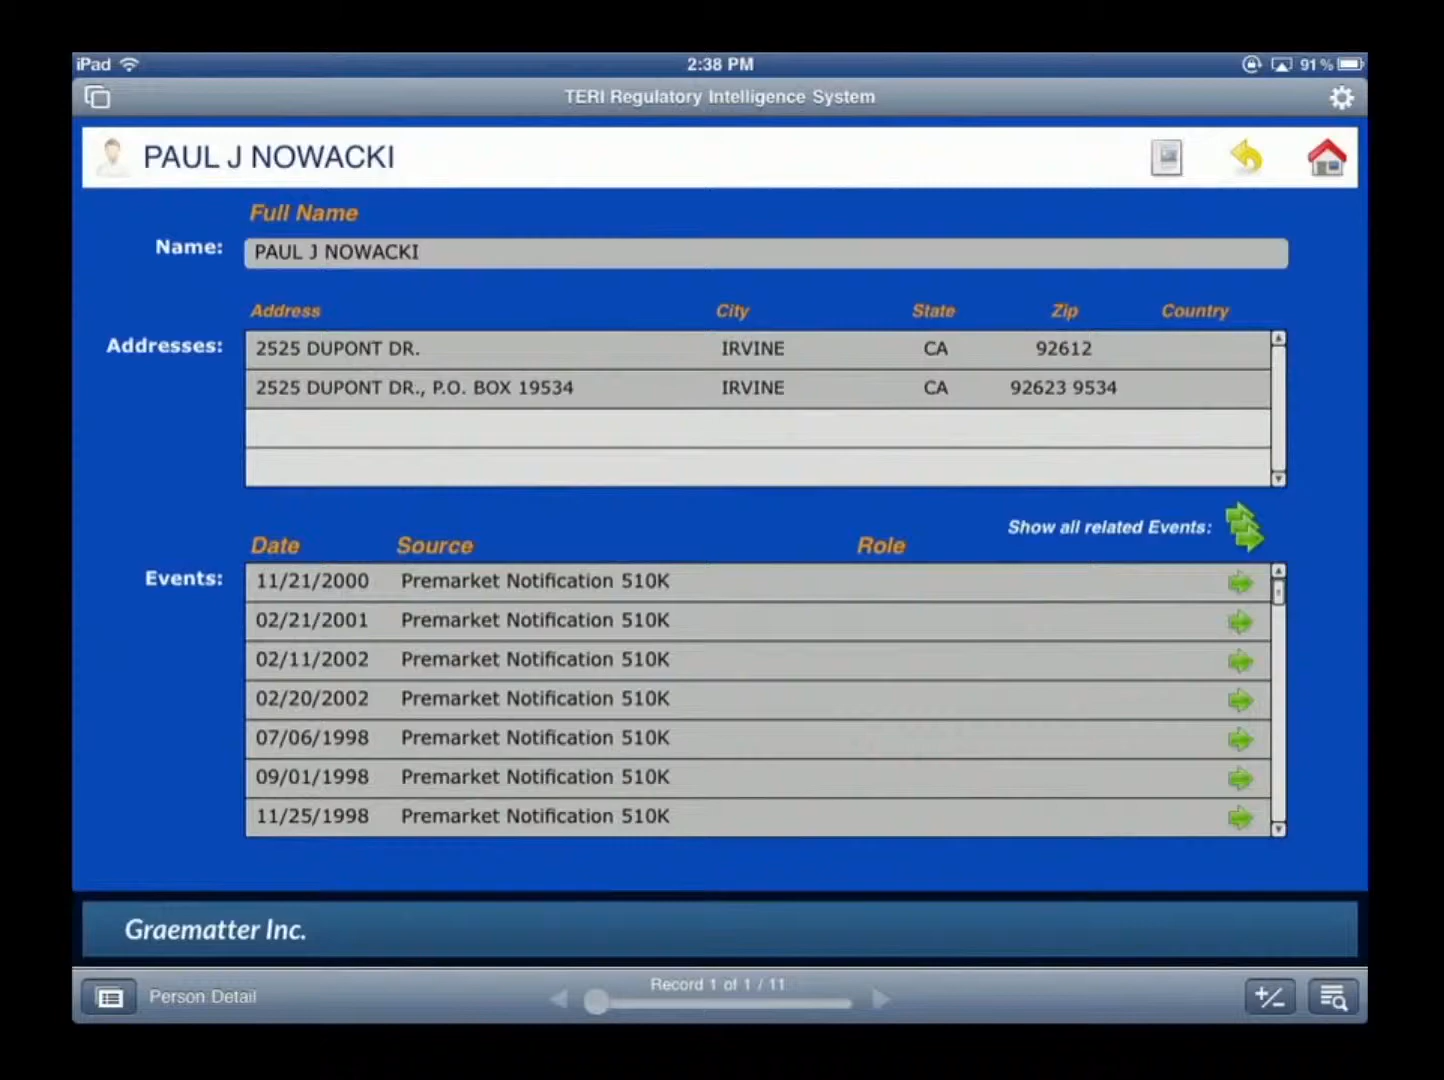 iPad 2:38 PM 91%
TERI Regulatory Intelligence System
PAUL J NOWACKI
Full Name
Name: PAUL J NOWACKI
Address City State Zip Country
Addresses: 2525 DUPONT DR. IRVINE CA 92612
2525 DUPONT DR., P.O. BOX 19534 IRVINE CA 92623 9534
Show all related Events:
Date Source Role
Events: 11/21/2000 Premarket Notification 510K
02/21/2001 Premarket Notification 510K
02/11/2002 Premarket Notification 510K
02/20/2002 Premarket Notification 510K
07/06/1998 Premarket Notification 510K
09/01/1998 Premarket Notification 510K
11/25/1998 Premarket Notification 510K
Graematter Inc.
Record 1 of 1 / 11
Person Detail